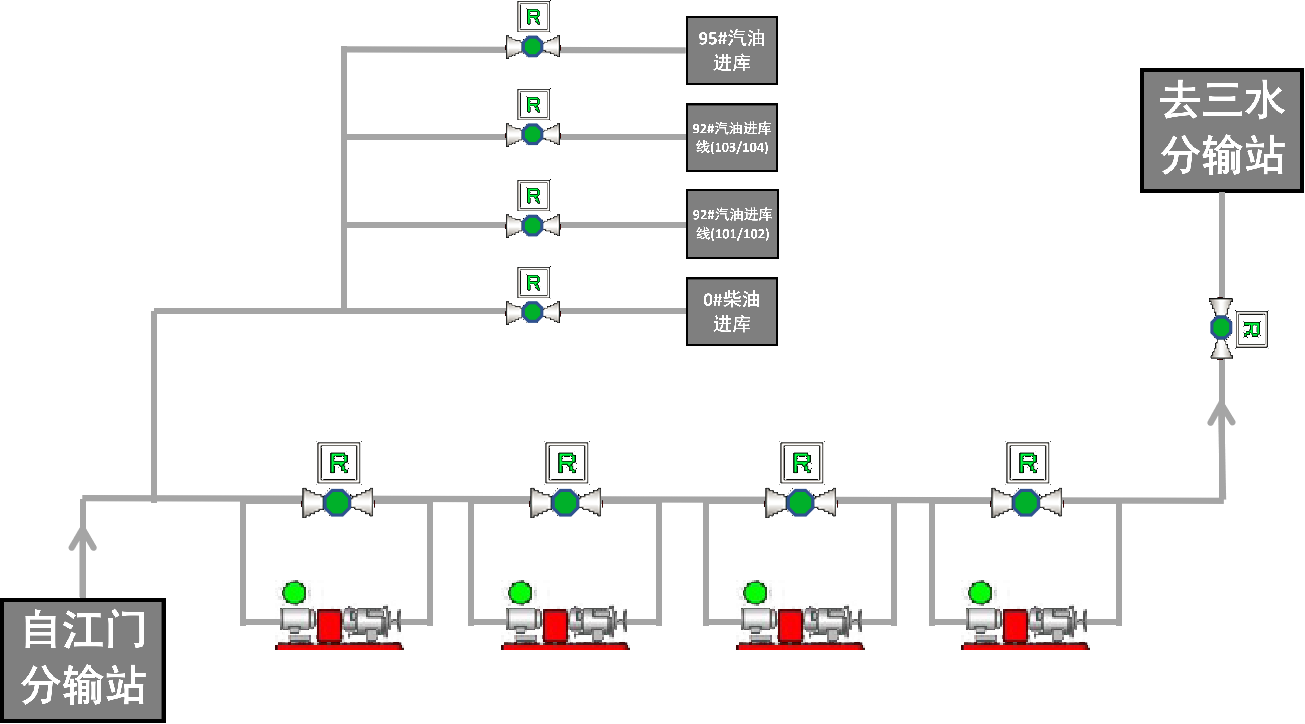 R
95#汽油
进库
R
92#汽油进库
线(103/104)
R
92#汽油进库
线(101/102)
R
0#柴油
进库
去三水
分输站
R
R
R
R
R
自江门
分输站